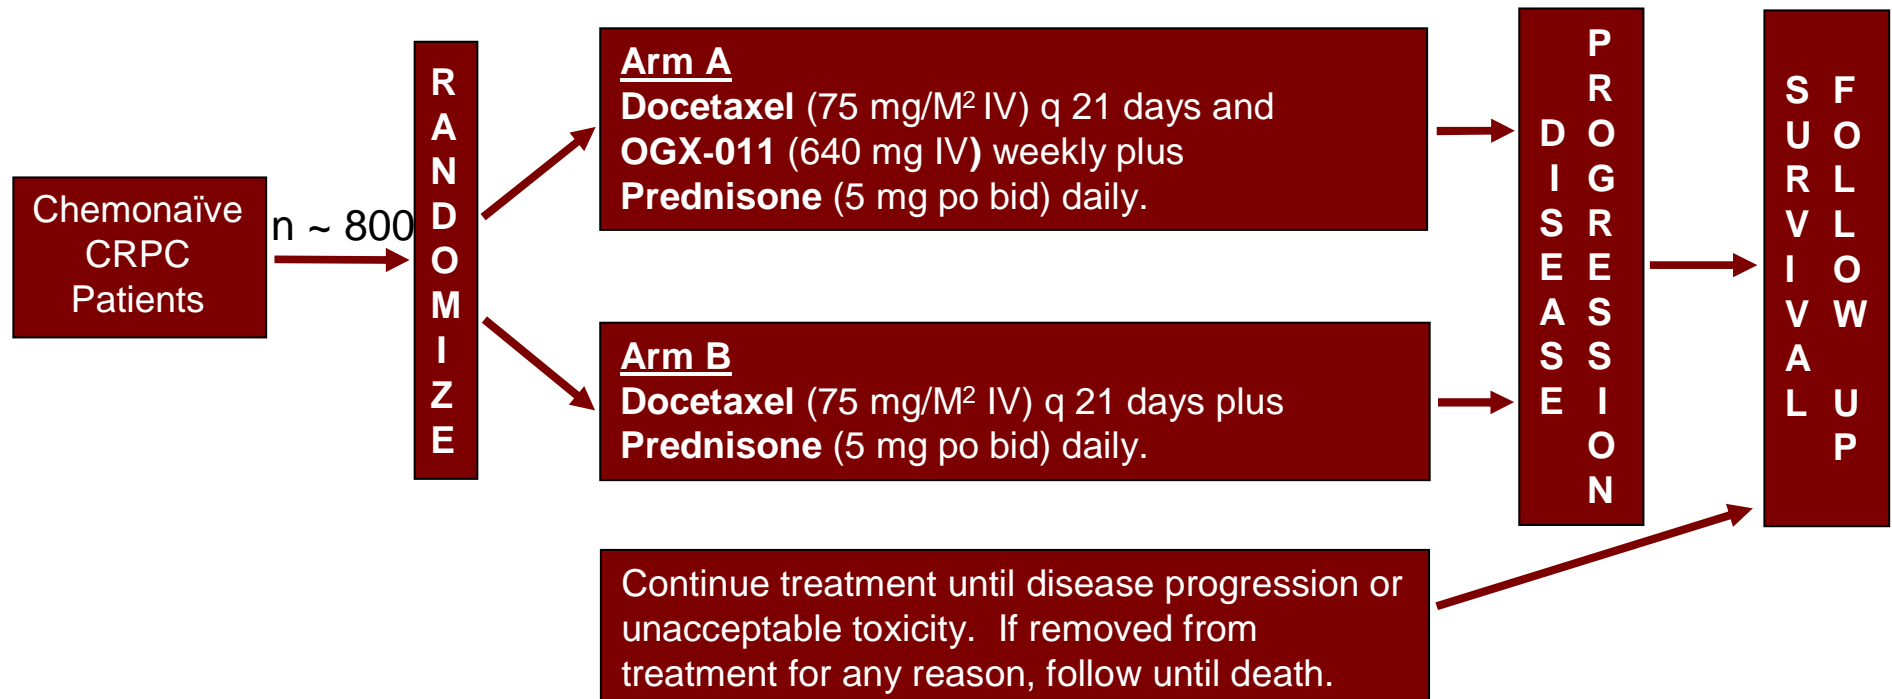 Chemonaïve
CRPC
Patients
n ~ 800
RANDOMIZE
Arm A
Docetaxel (75 mg/M² IV) q 21 days and
OGX-011 (640 mg IV) weekly plus
Prednisone (5 mg po bid) daily.
Arm B
Docetaxel (75 mg/M² IV) q 21 days plus
Prednisone (5 mg po bid) daily.
Continue treatment until disease progression or
unacceptable toxicity.  If removed from
treatment for any reason, follow until death.
DISEASE
PROGRESSION
SURVIVAL
FOLLOW UP